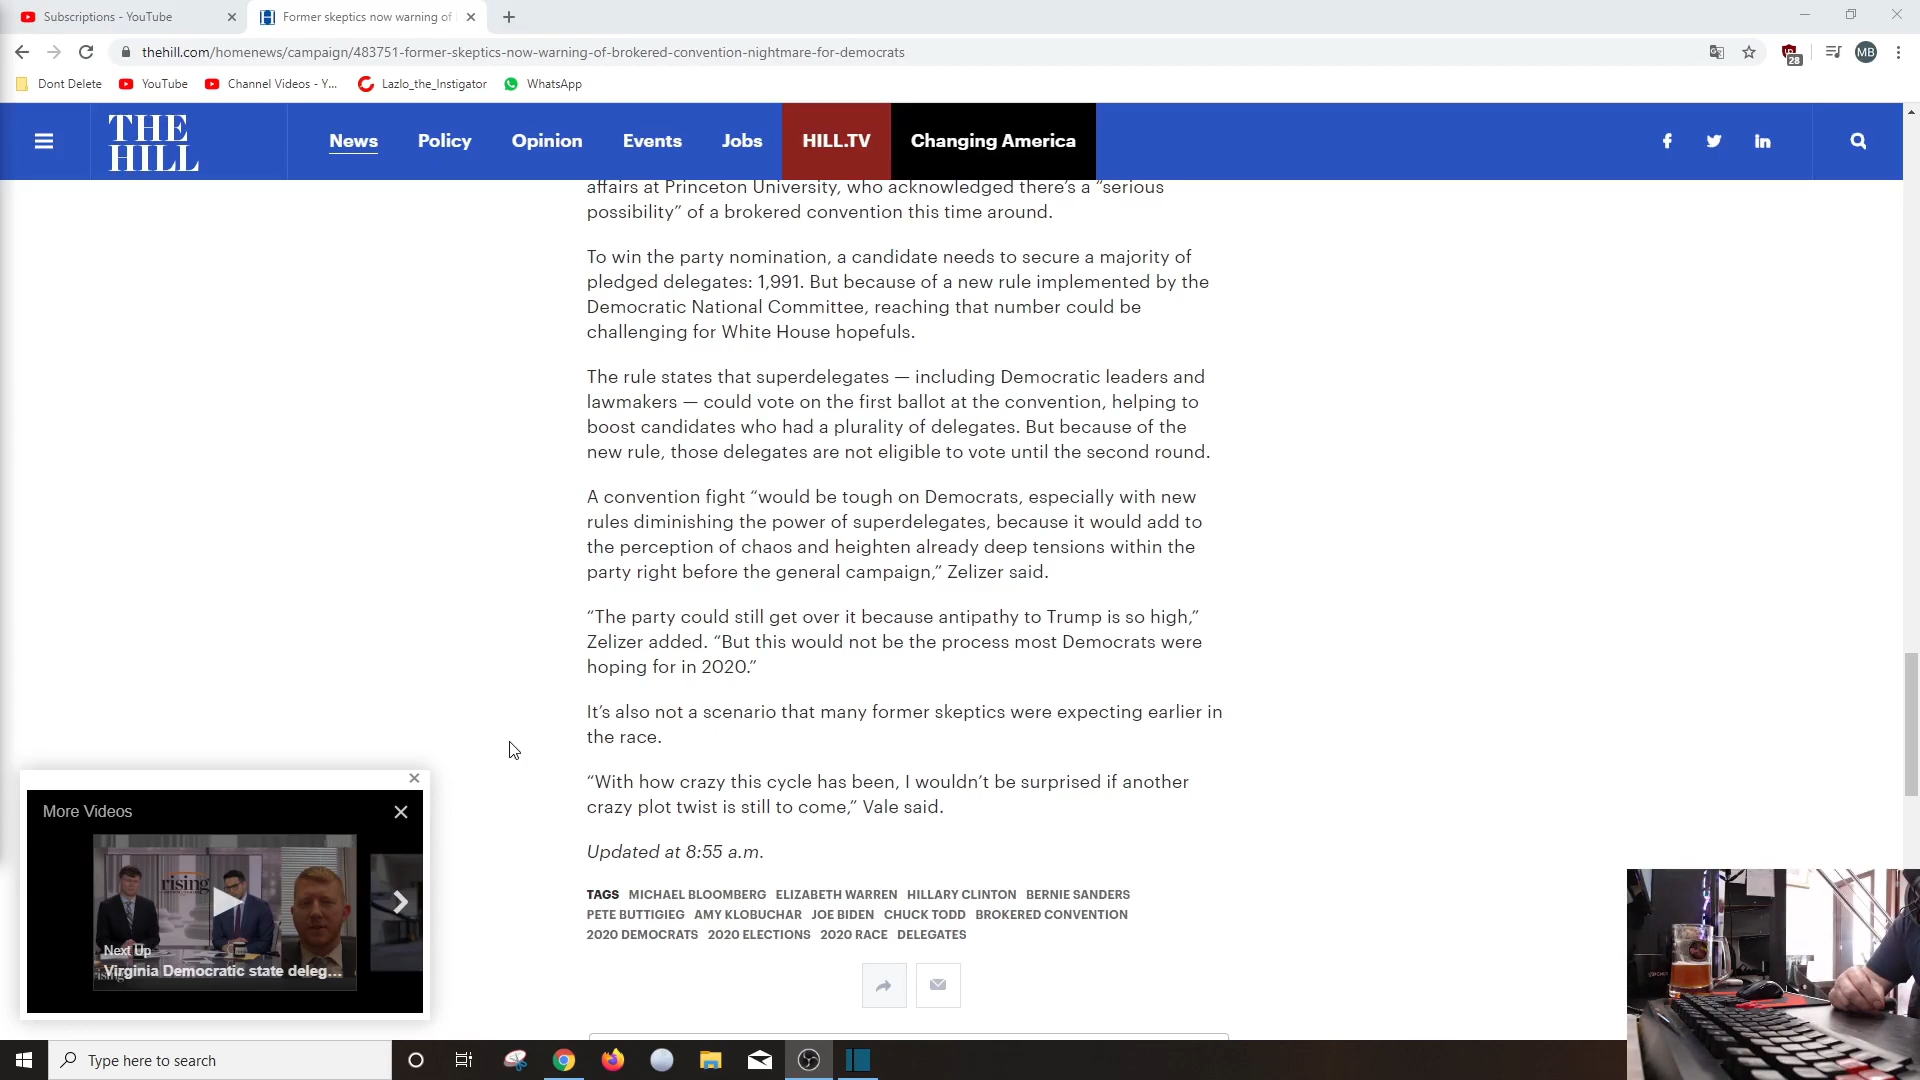 Subscriptions - YouTube
Former skeptics now warning of
thehill.com/homenews/campaign/483751-former-skeptics-now-warning-of-brokered-convention-nightmare-for-democrats
28
MB
Dont Delete
YouTube
Channel Videos - Y...
Lazlo_the_Instigator
WhatsApp
THE
HILL
News
Policy
Opinion
Events
Jobs
HILL.TV
Changing America
affairs at Princeton University, who acknowledged there's a “serious
possibility” of a brokered convention this time around.
To win the party nomination, a candidate needs to secure a majority of
pledged delegates: 1,991. But because of a new rule implemented by the
Democratic National Committee, reaching that number could be
challenging for White House hopefuls.
The rule states that superdelegates — including Democratic leaders and
lawmakers — could vote on the first ballot at the convention, helping to
boost candidates who had a plurality of delegates. But because of the
new rule, those delegates are not eligible to vote until the second round.
A convention fight “would be tough on Democrats, especially with new
rules diminishing the power of superdelegates, because it would add to
the perception of chaos and heighten already deep tensions within the
party right before the general campaign,” Zelizer said.
“The party could still get over it because antipathy to Trump is so high,”
Zelizer added. “But this would not be the process most Democrats were
hoping for in 2020.”
It’s also not a scenario that many former skeptics were expecting earlier in
the race.
“With how crazy this cycle has been, I wouldn’t be surprised if another
crazy plot twist is still to come,” Vale said.
Updated at 8:55 a.m.
TAGS MICHAEL BLOOMBERG ELIZABETH WARREN HILLARY CLINTON BERNIE SANDERS
PETE BUTTIGIEG AMY KLOBUCHAR JOE BIDEN CHUCK TODD BROKERED CONVENTION
2020 DEMOCRATS 2020 ELECTIONS 2020 RACE DELEGATES
More Videos
rising
Next Up
Virginia Democratic state deleg...
Type here to search